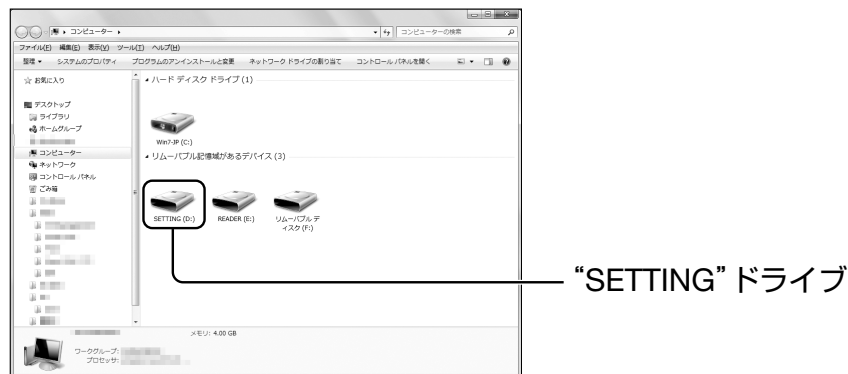 コンピューター
コンピューターの検索
ファイル(F) 編集(E) 表示(V) ツール(T) ヘルプ(H)
整理 システムのプロパティ プログラムのアンインストールと変更 ネットワーク ドライブの割り当て コントロール パネルを開く
お気に入り
デスクトップ
ライブラリ
ホームグループ
コンピューター
ネットワーク
コントロール パネル
ごみ箱
ハード ディスク ドライブ (1)
Win7-JP (C:)
リムーバブル記憶域があるデバイス (3)
SETTING (D:)
READER (E:)
リムーバブル デ
ィスク (F:)
“SETTING”ドライブ
メモリ: 4.00 GB
ワークグループ:
プロセッサ: